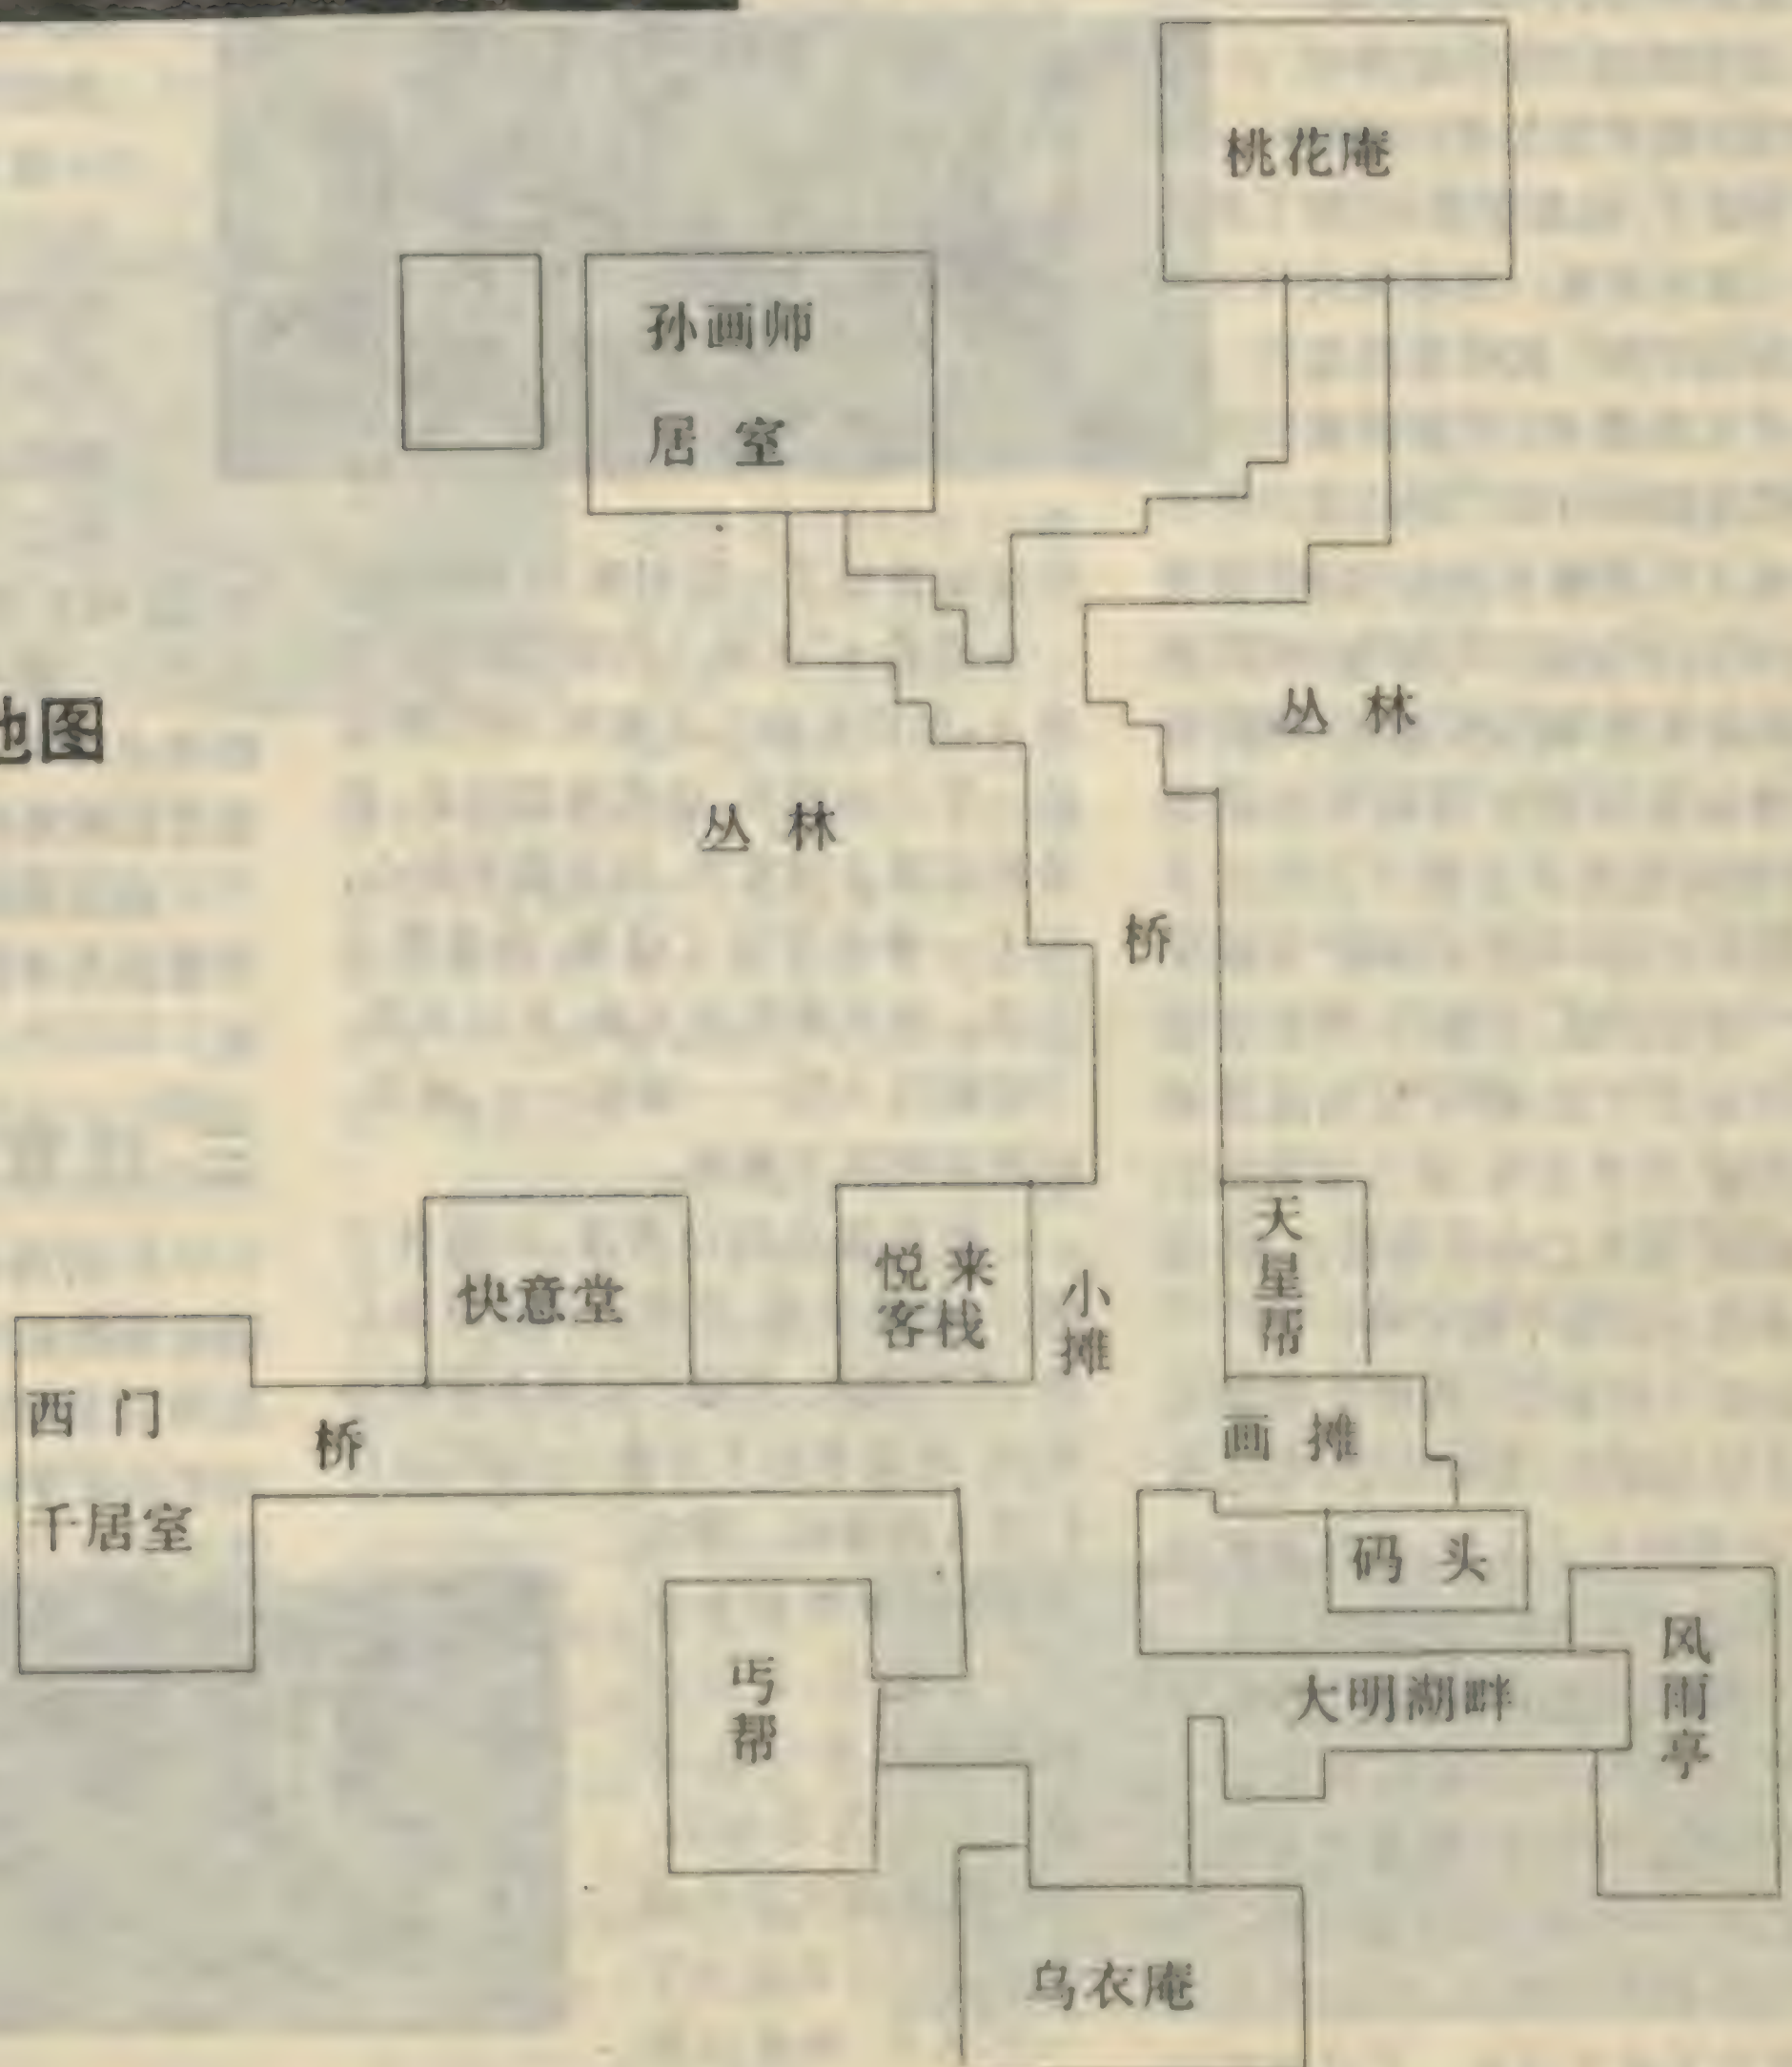 桃花庵
孙画师
居室
地图
丛林
丛林
桥
快意堂
悦来
客栈
小摊
天星帮
西门
千居室
桥
画摊
码头
丐帮
大明湖畔
风雨亭
乌衣庵